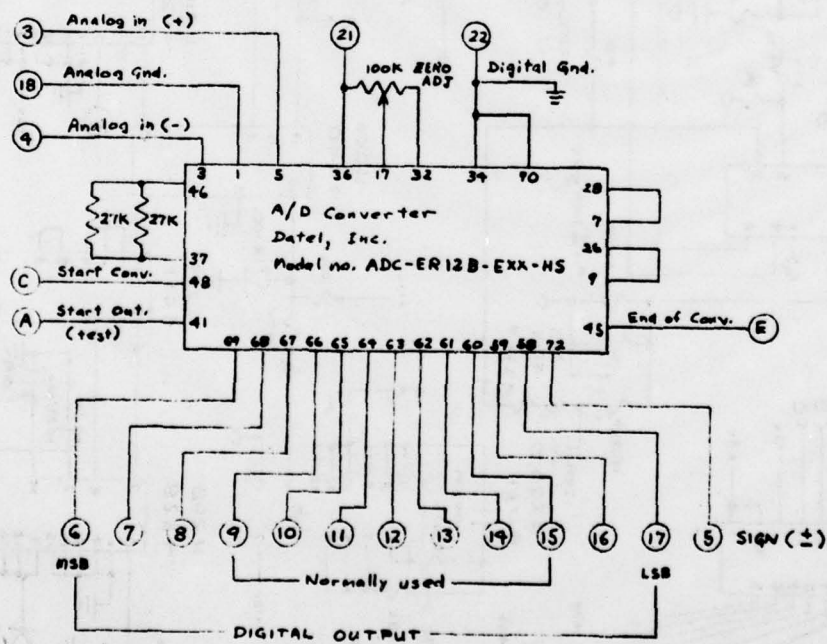 3 Analog in (+)
18 Analog Gnd.
4 Analog in (-)
21
22
100K ZERO
ADJ
Digital Gnd.
3 1 5 36 17 32 34 70
46
27K 27K
37
A/D Converter
Datel, Inc.
Model no. ADC-ER12B-EXX-HS
28
7
26
9
C Start Conv. 48
A Start Out. 41
(test)
45 End of Conv. E
69 68 67 66 65 64 63 62 61 60 59 58 72
6 7 8 9 10 11 12 13 14 15 16 17 5 SIGN (±)
MSB
Normally used
LSB
DIGITAL OUTPUT